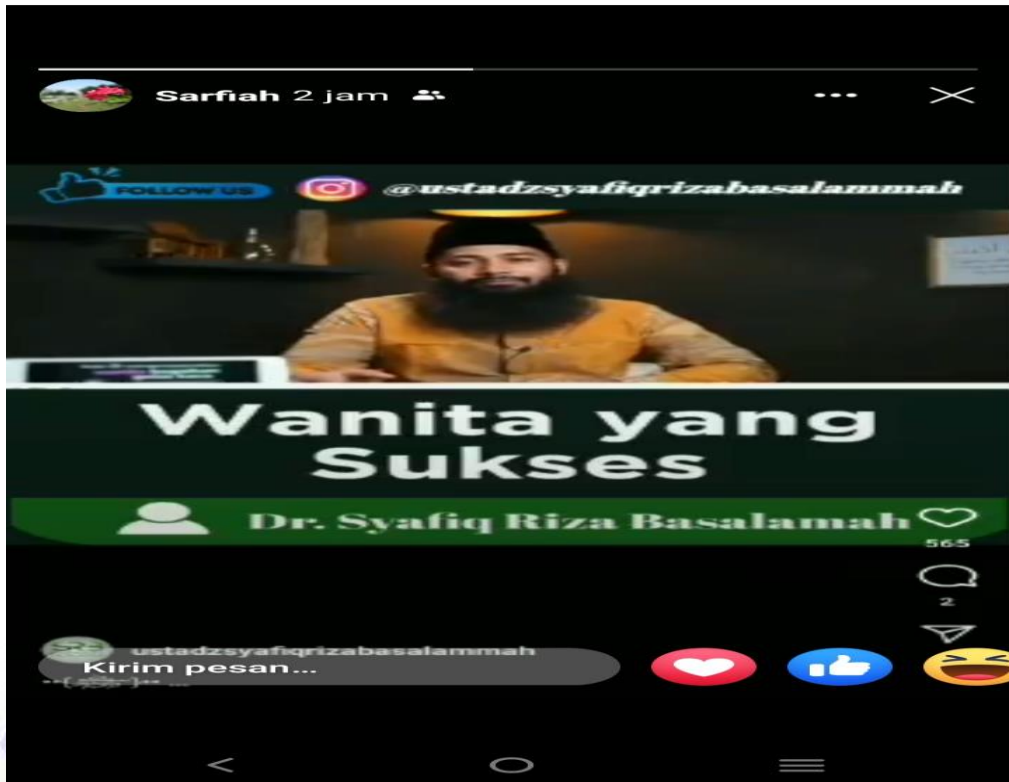 Sarfiah 2 jam
FOLLOW US @ustadzsyafiqrizabasalammah
Wanita yang
Sukses
Dr. Syafiq Riza Basalamah
565
2
ustadzsyafiqrizabasalammah
Kirim pesan...